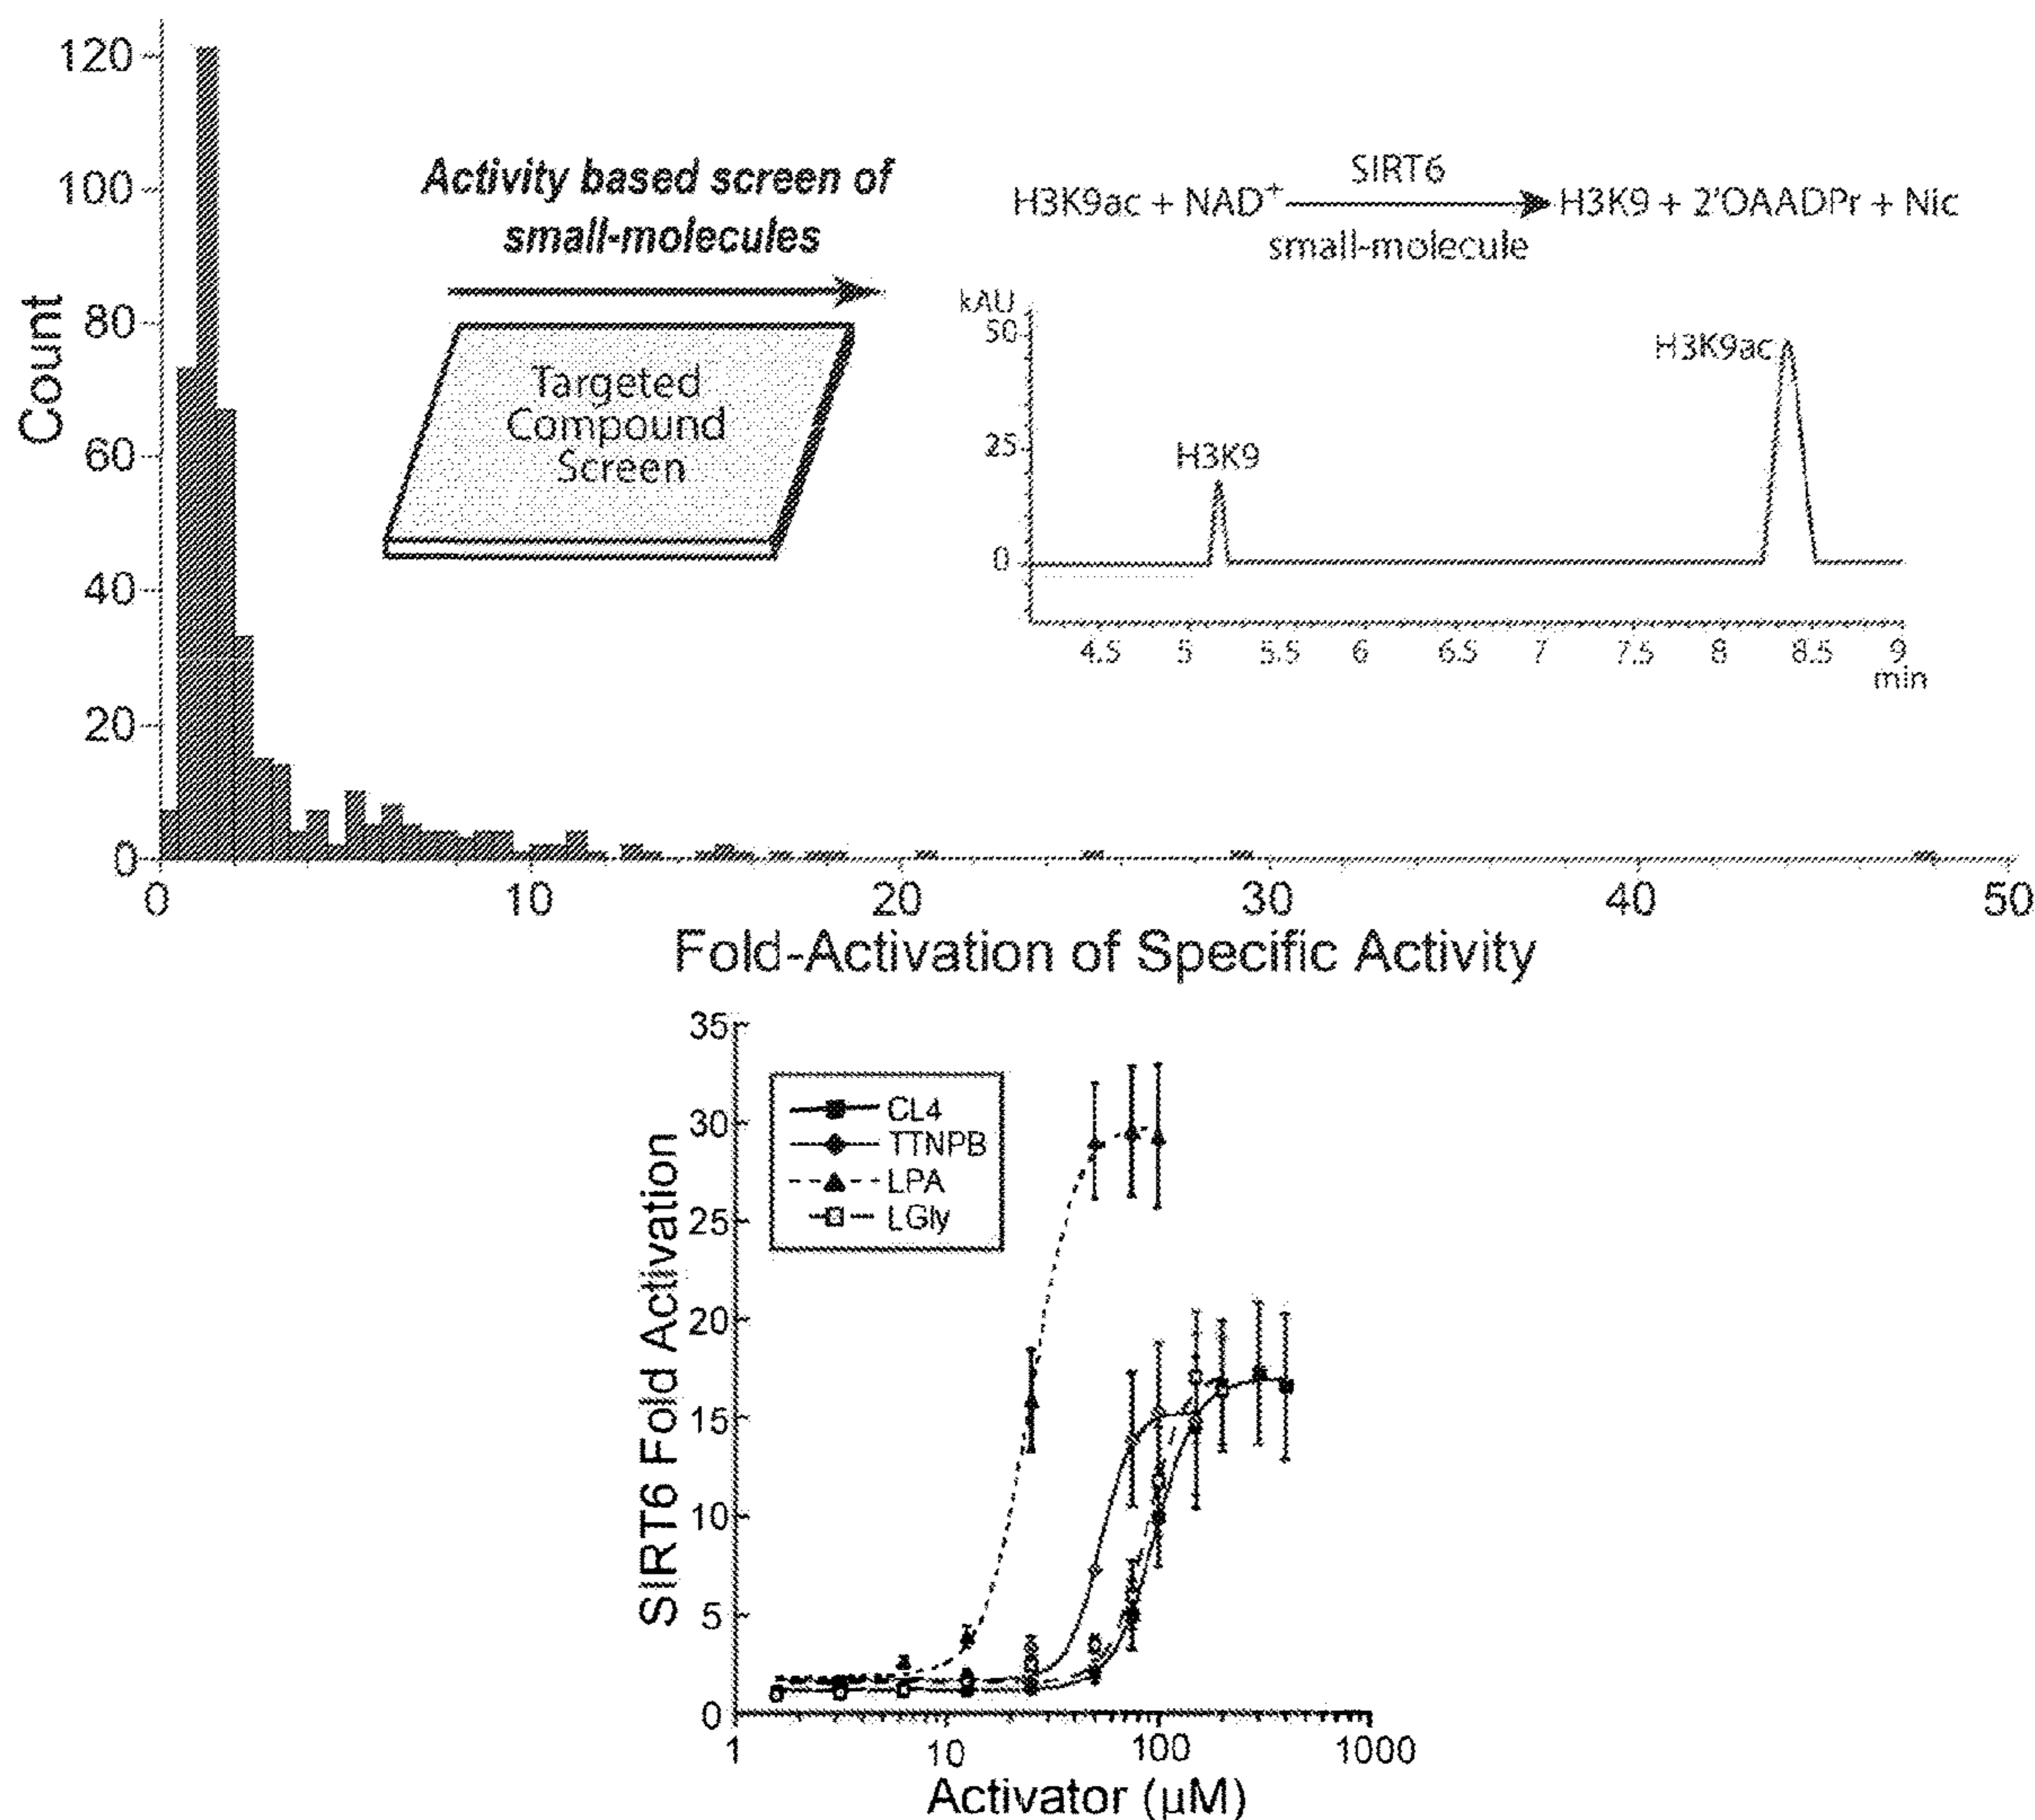 120
100
80
60
40
20
0
Count
Activity based screen of
small-molecules
Targeted
Compound
Screen
SIRT6
H3K9ac + NAD⁺ → H3K9 + 2'OAADPr + Nic
small-molecule
kAU
50
25
0
H3K9
H3K9ac
4.5 5 5.5 6 6.5 7 7.5 8 8.5 9
min
0 10 20 30 40 50
Fold-Activation of Specific Activity
35
30
25
20
15
10
5
0
SIRT6 Fold Activation
CL4
TTNPB
LPA
LGly
1 10 100 1000
Activator (µM)